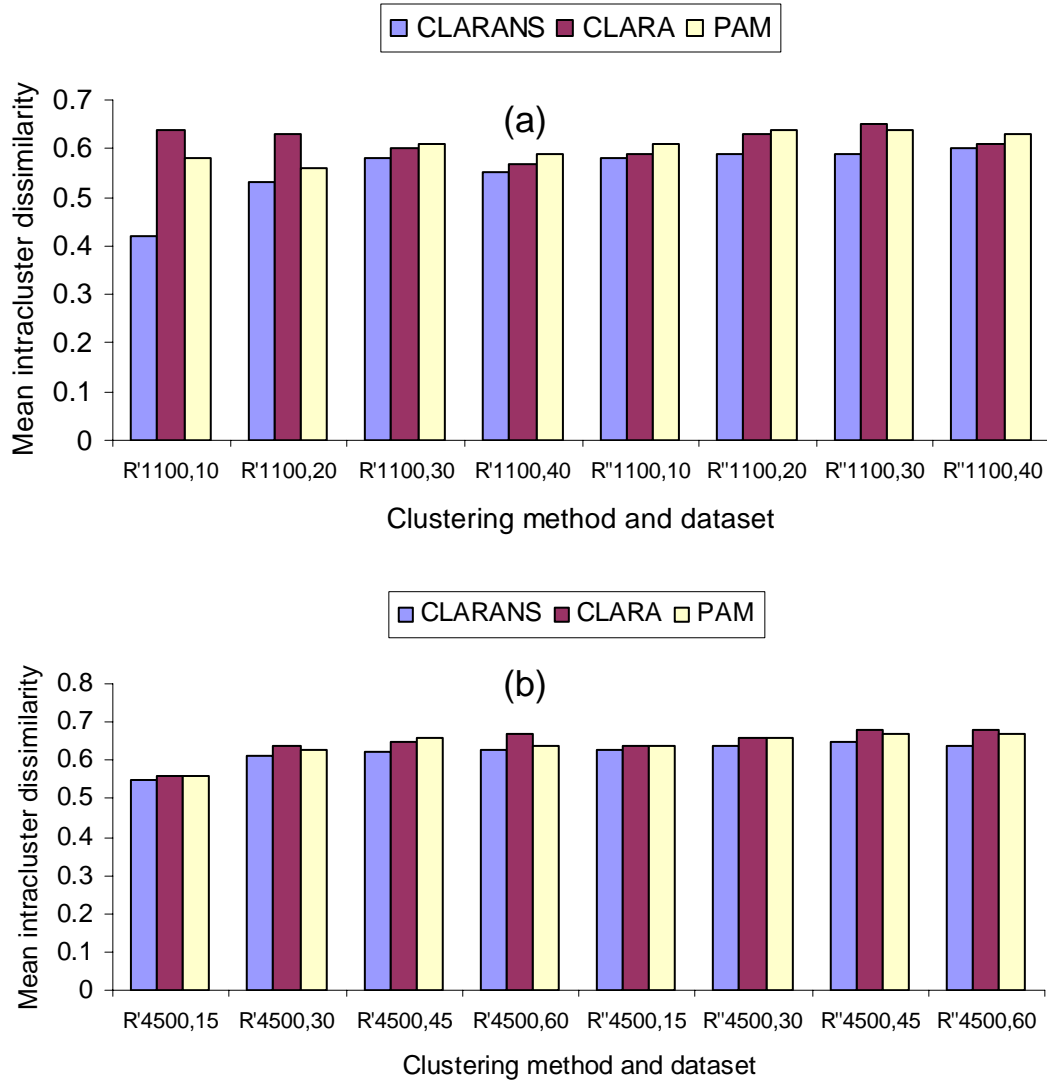 CLARANS CLARA PAM
(a)
Mean intracluster dissimilarity
0.7
0.6
0.5
0.4
0.3
0.2
0.1
0
R'1100,10 R'1100,20 R'1100,30 R'1100,40 R''1100,10 R''1100,20 R''1100,30 R''1100,40
Clustering method and dataset
CLARANS CLARA PAM
(b)
Mean intracluster dissimilarity
0.8
0.7
0.6
0.5
0.4
0.3
0.2
0.1
0
R'4500,15 R'4500,30 R'4500,45 R'4500,60 R''4500,15 R''4500,30 R''4500,45 R''4500,60
Clustering method and dataset